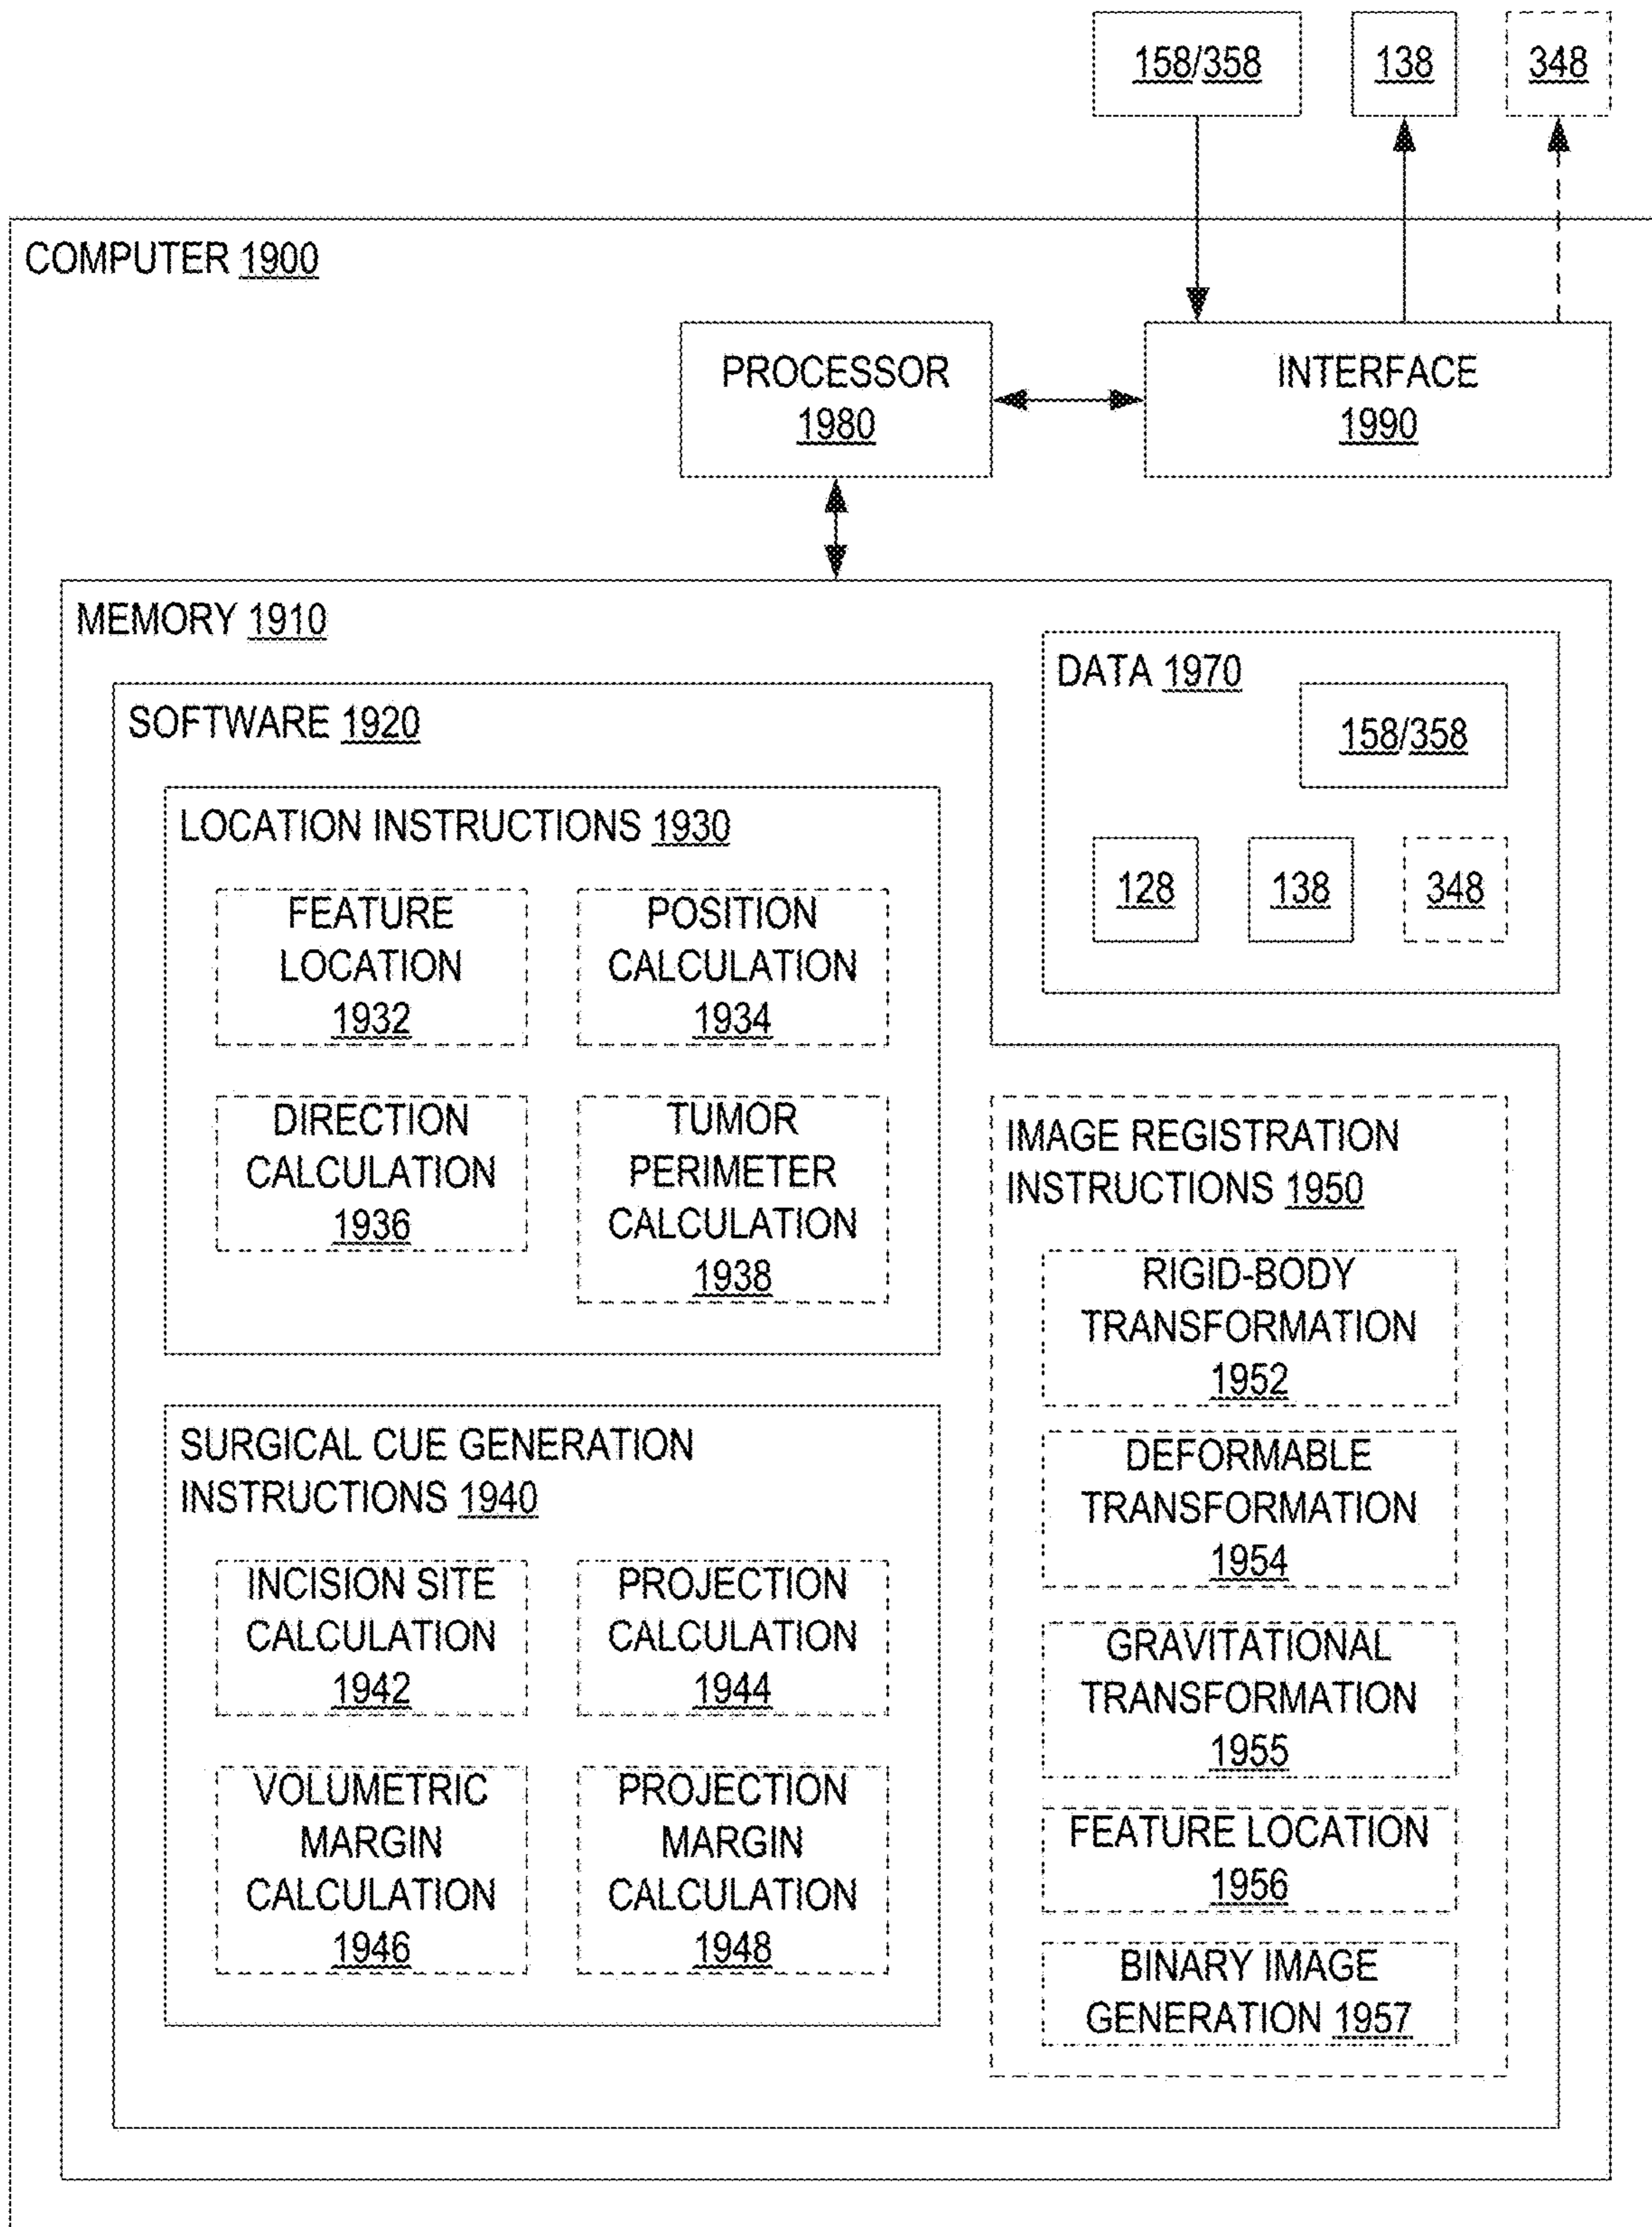 158/358
138
348
COMPUTER 1900
PROCESSOR
1980
INTERFACE
1990
MEMORY 1910
DATA 1970
158/358
128
138
348
SOFTWARE 1920
LOCATION INSTRUCTIONS 1930
FEATURE
LOCATION
1932
POSITION
CALCULATION
1934
DIRECTION
CALCULATION
1936
TUMOR
PERIMETER
CALCULATION
1938
SURGICAL CUE GENERATION
INSTRUCTIONS 1940
INCISION SITE
CALCULATION
1942
PROJECTION
CALCULATION
1944
VOLUMETRIC
MARGIN
CALCULATION
1946
PROJECTION
MARGIN
CALCULATION
1948
IMAGE REGISTRATION
INSTRUCTIONS 1950
RIGID-BODY
TRANSFORMATION
1952
DEFORMABLE
TRANSFORMATION
1954
GRAVITATIONAL
TRANSFORMATION
1955
FEATURE LOCATION
1956
BINARY IMAGE
GENERATION 1957